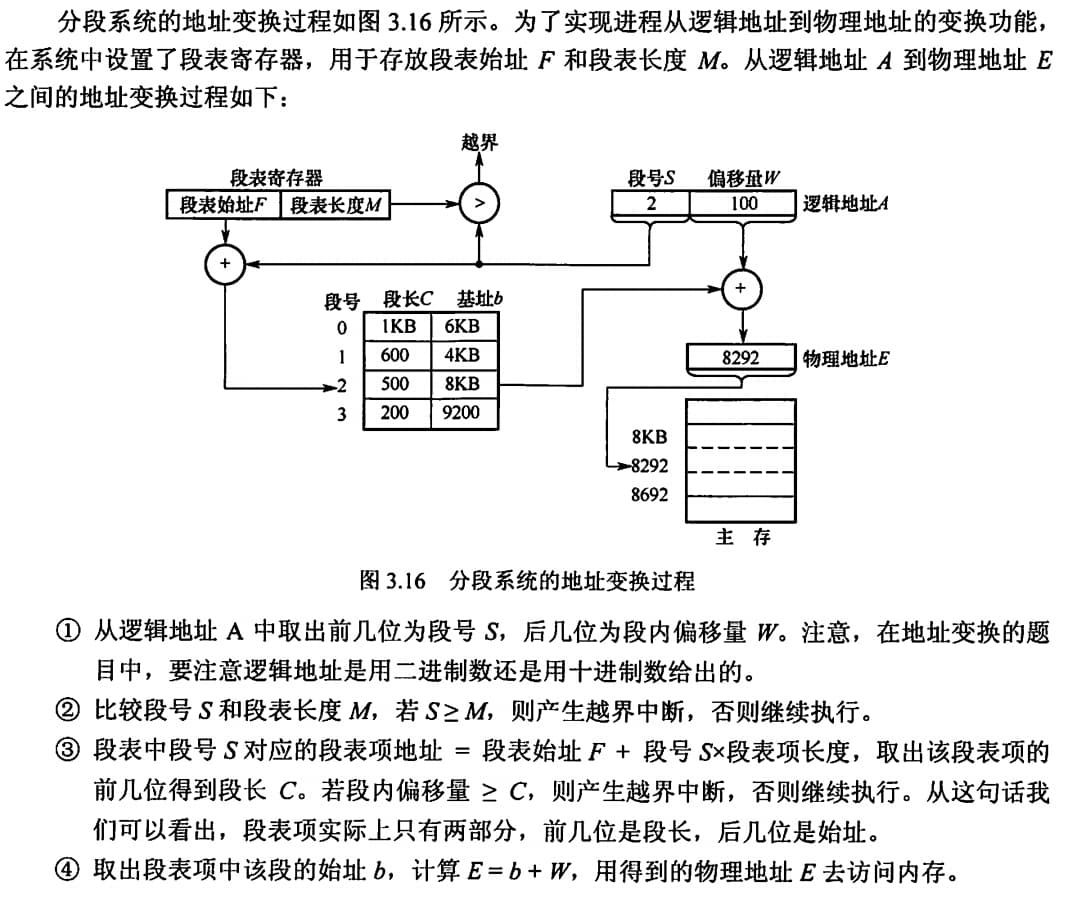 分段系统的地址变换过程如图 3.16 所示。为了实现进程从逻辑地址到物理地址的变换功能，
在系统中设置了段表寄存器，用于存放段表始址 F 和段表长度 M。从逻辑地址 A 到物理地址 E
之间的地址变换过程如下：
越界
段表寄存器
段号S 偏移量W
段表始址F 段表长度M
>
2 100 逻辑地址A
+
+
段号 段长C 基址b
0 1KB 6KB
1 600 4KB
8292 物理地址E
2 500 8KB
3 200 9200
8KB
8292
8692
主 存
图 3.16 分段系统的地址变换过程
① 从逻辑地址 A 中取出前几位为段号 S，后几位为段内偏移量 W。注意，在地址变换的题
目中，要注意逻辑地址是用二进制数还是用十进制数给出的。
② 比较段号 S 和段表长度 M，若 S≥M，则产生越界中断，否则继续执行。
③ 段表中段号 S 对应的段表项地址 = 段表始址 F + 段号 S×段表项长度，取出该段表项的
前几位得到段长 C。若段内偏移量 ≥ C，则产生越界中断，否则继续执行。从这句话我
们可以看出，段表项实际上只有两部分，前几位是段长，后几位是始址。
④ 取出段表项中该段的始址 b，计算 E = b + W，用得到的物理地址 E 去访问内存。